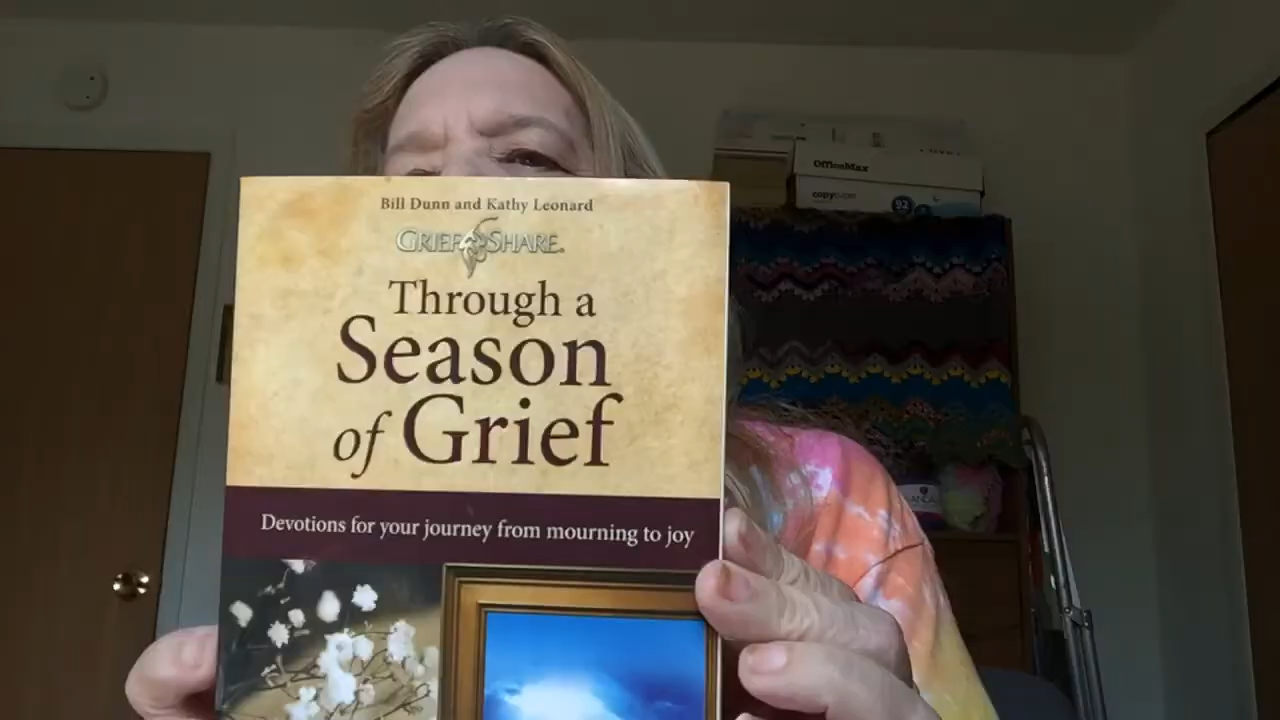 Bill Dunn and Kathy Leonard
GRIEFSHARE
Through a
Season
of Grief
Devotions for your journey from mourning to joy
OfficeMax
copy
92